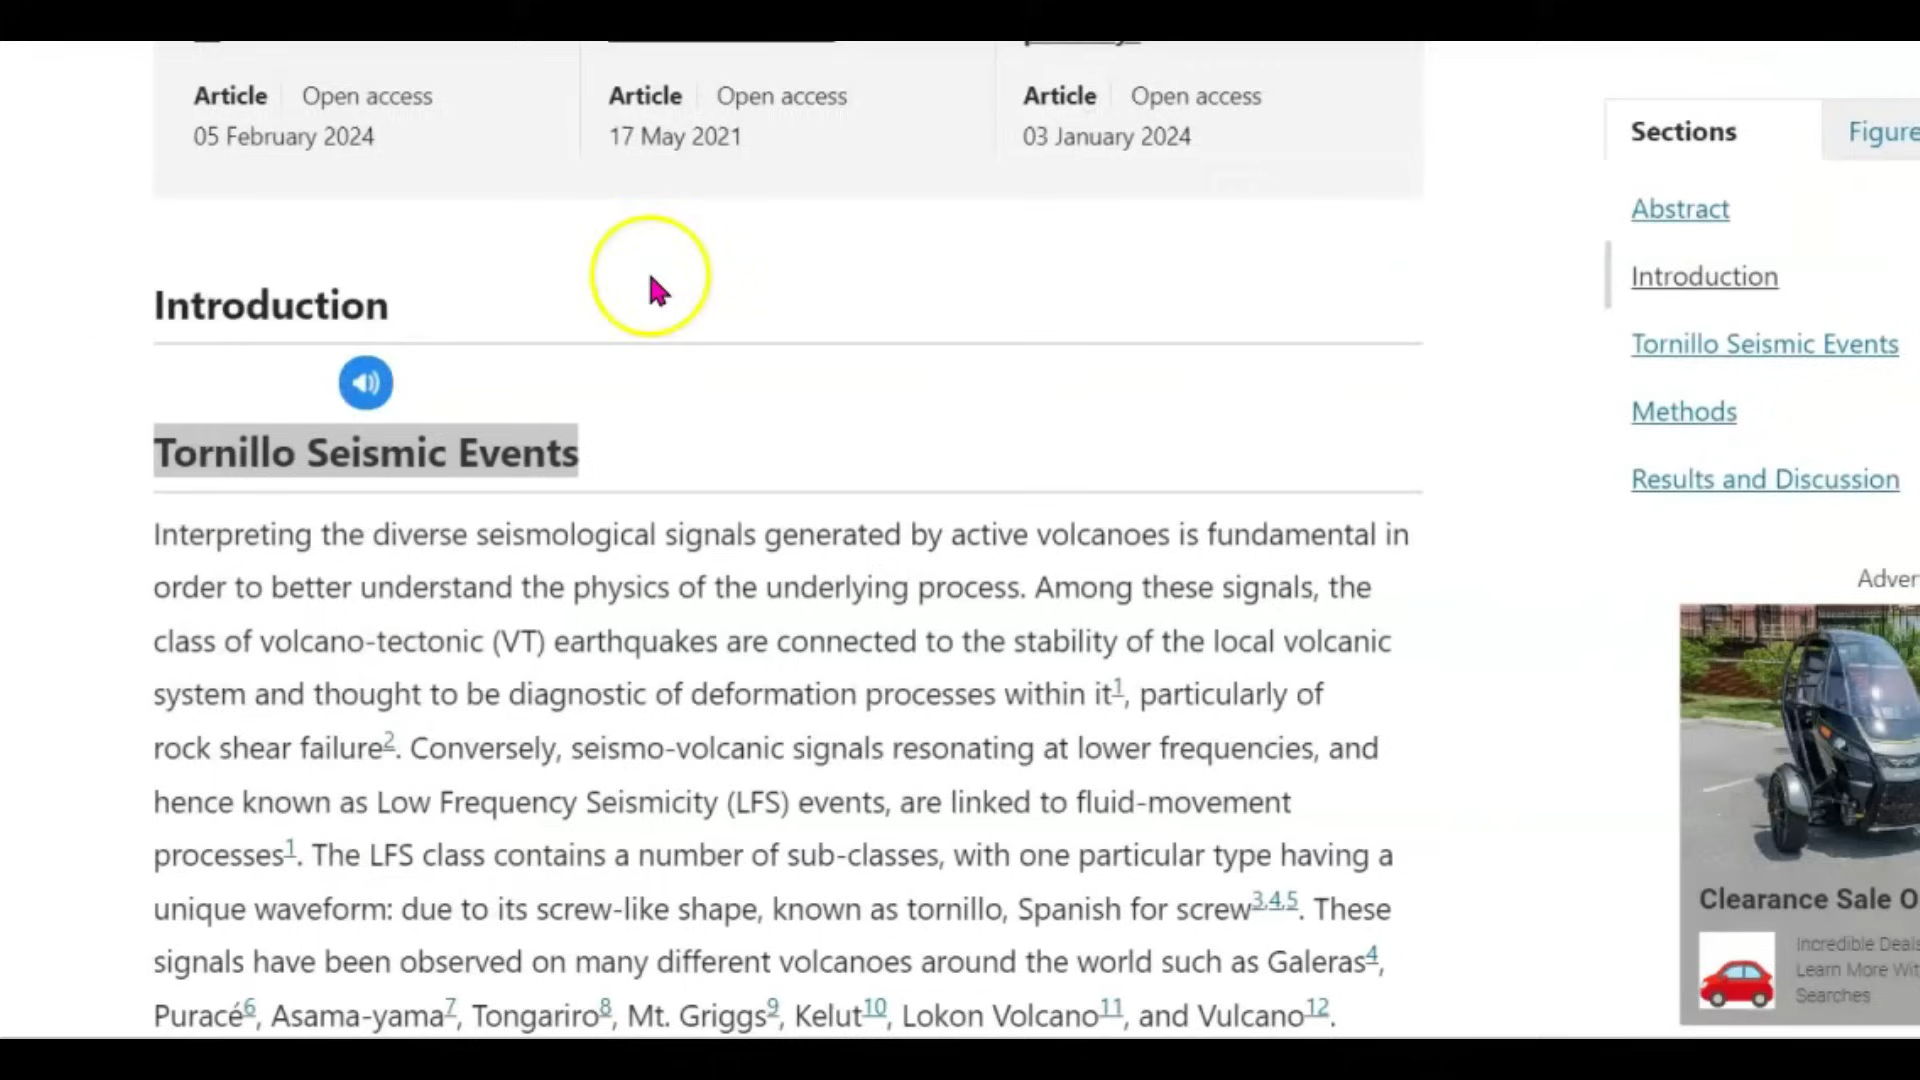 Article Open access
05 February 2024
Article Open access
17 May 2021
Article Open access
03 January 2024
Introduction
Tornillo Seismic Events
Interpreting the diverse seismological signals generated by active volcanoes is fundamental in
order to better understand the physics of the underlying process. Among these signals, the
class of volcano-tectonic (VT) earthquakes are connected to the stability of the local volcanic
system and thought to be diagnostic of deformation processes within it1, particularly of
rock shear failure2. Conversely, seismo-volcanic signals resonating at lower frequencies, and
hence known as Low Frequency Seismicity (LFS) events, are linked to fluid-movement
processes1. The LFS class contains a number of sub-classes, with one particular type having a
unique waveform: due to its screw-like shape, known as tornillo, Spanish for screw3,4,5. These
signals have been observed on many different volcanoes around the world such as Galeras4,
Puracé6, Asama-yama7, Tongariro8, Mt. Griggs9, Kelut10, Lokon Volcano11, and Vulcano12.
Sections
Figure
Abstract
Introduction
Tornillo Seismic Events
Methods
Results and Discussion
Adver
Clearance Sale O
Incredible Deals
Learn More Wit
Searches